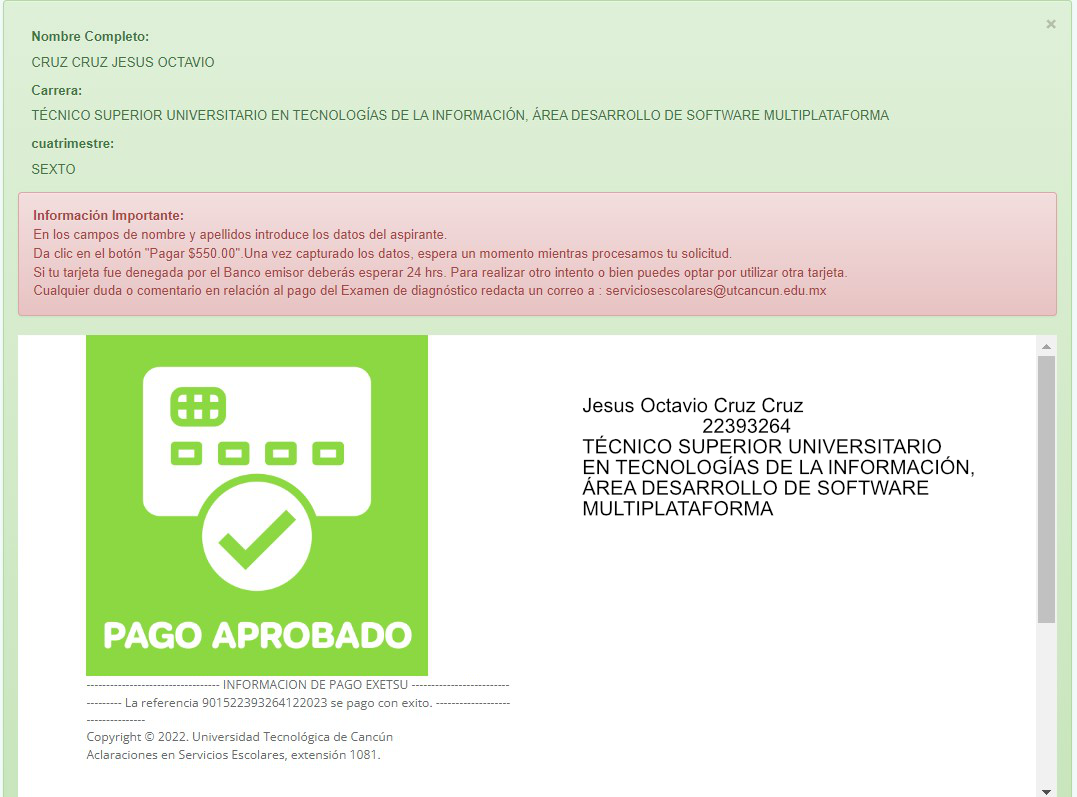 Nombre Completo:
CRUZ CRUZ JESUS OCTAVIO
Carrera:
TÉCNICO SUPERIOR UNIVERSITARIO EN TECNOLOGÍAS DE LA INFORMACIÓN, ÁREA DESARROLLO DE SOFTWARE MULTIPLATAFORMA
cuatrimestre:
SEXTO
Información Importante:
En los campos de nombre y apellidos introduce los datos del aspirante.
Da clic en el botón "Pagar $550.00".Una vez capturado los datos, espera un momento mientras procesamos tu solicitud.
Si tu tarjeta fue denegada por el Banco emisor deberás esperar 24 hrs. Para realizar otro intento o bien puedes optar por utilizar otra tarjeta.
Cualquier duda o comentario en relación al pago del Examen de diagnóstico redacta un correo a : serviciosescolares@utcancun.edu.mx
PAGO APROBADO
Jesus Octavio Cruz Cruz
22393264
TÉCNICO SUPERIOR UNIVERSITARIO
EN TECNOLOGÍAS DE LA INFORMACIÓN,
ÁREA DESARROLLO DE SOFTWARE
MULTIPLATAFORMA
---------------------------------- INFORMACION DE PAGO EXETSU -------------------------
--------- La referencia 901522393264122023 se pago con exito. -------------------
---------------
Copyright © 2022. Universidad Tecnológica de Cancún
Aclaraciones en Servicios Escolares, extensión 1081.